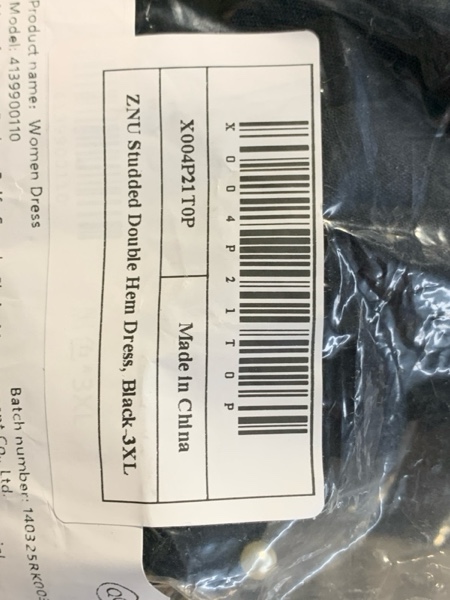 X 0 0 4 P 2 1 T 0 P
X004P21T0P
Made in China
ZNU Studded Double Hem Dress, Black-3XL
Product name: Women Dress
Model: 4139900110
Batch number: 140325RK00
Co., Ltd.